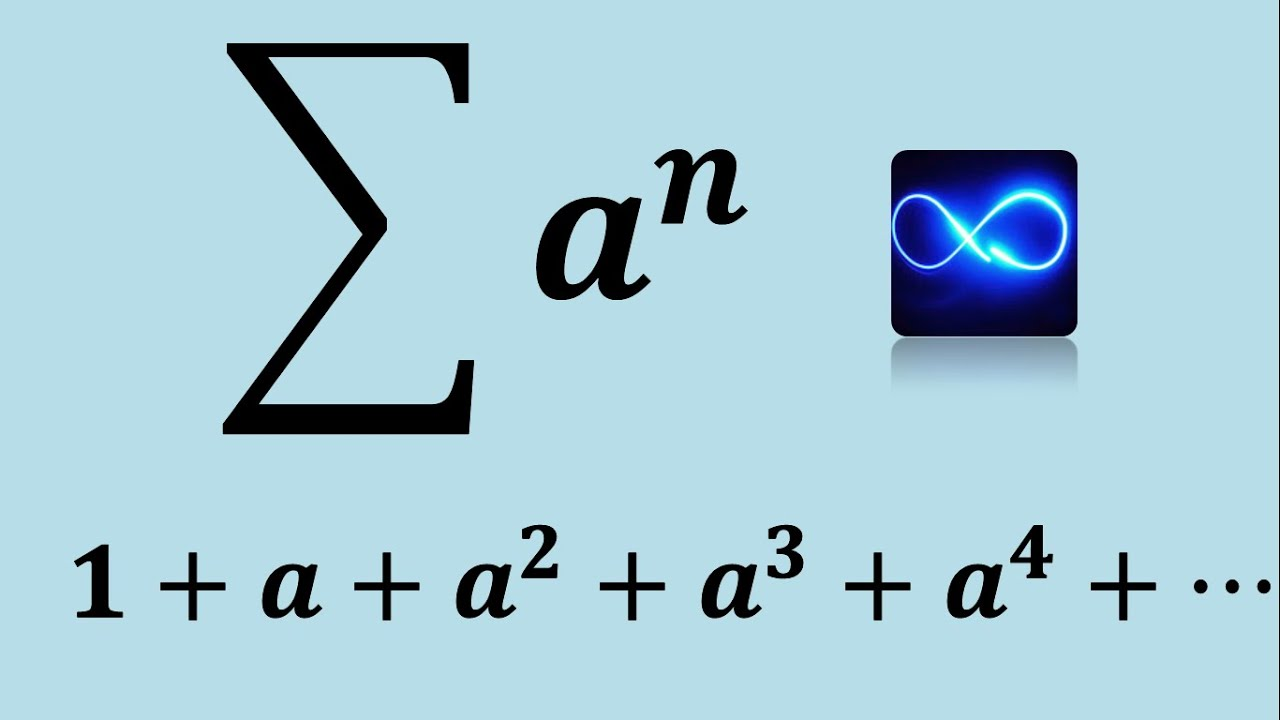 ∑ aⁿ ∞
1 + a + a² + a³ + a⁴ + ⋯